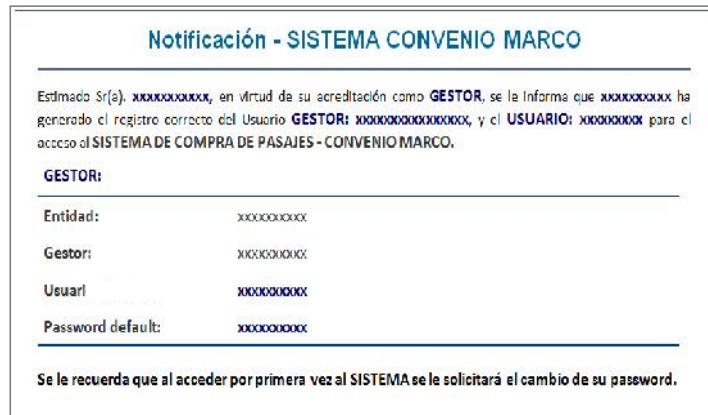 Notificación - SISTEMA CONVENIO MARCO
Estimado Sr(a). xxxxxxxxxxx, en virtud de su acreditación como GESTOR, se le informa que xxxxxxxxxx ha
generado el registro correcto del Usuario GESTOR: xxxxxxxxxxxxxxxx, y el USUARIO: xxxxxxxxx para el
acceso al SISTEMA DE COMPRA DE PASAJES - CONVENIO MARCO.
GESTOR:
Entidad: xxxxxxxxxx
Gestor: xxxxxxxxxx
Usuari xxxxxxxxxx
Password default: xxxxxxxxxx
Se le recuerda que al acceder por primera vez al SISTEMA se le solicitará el cambio de su password.